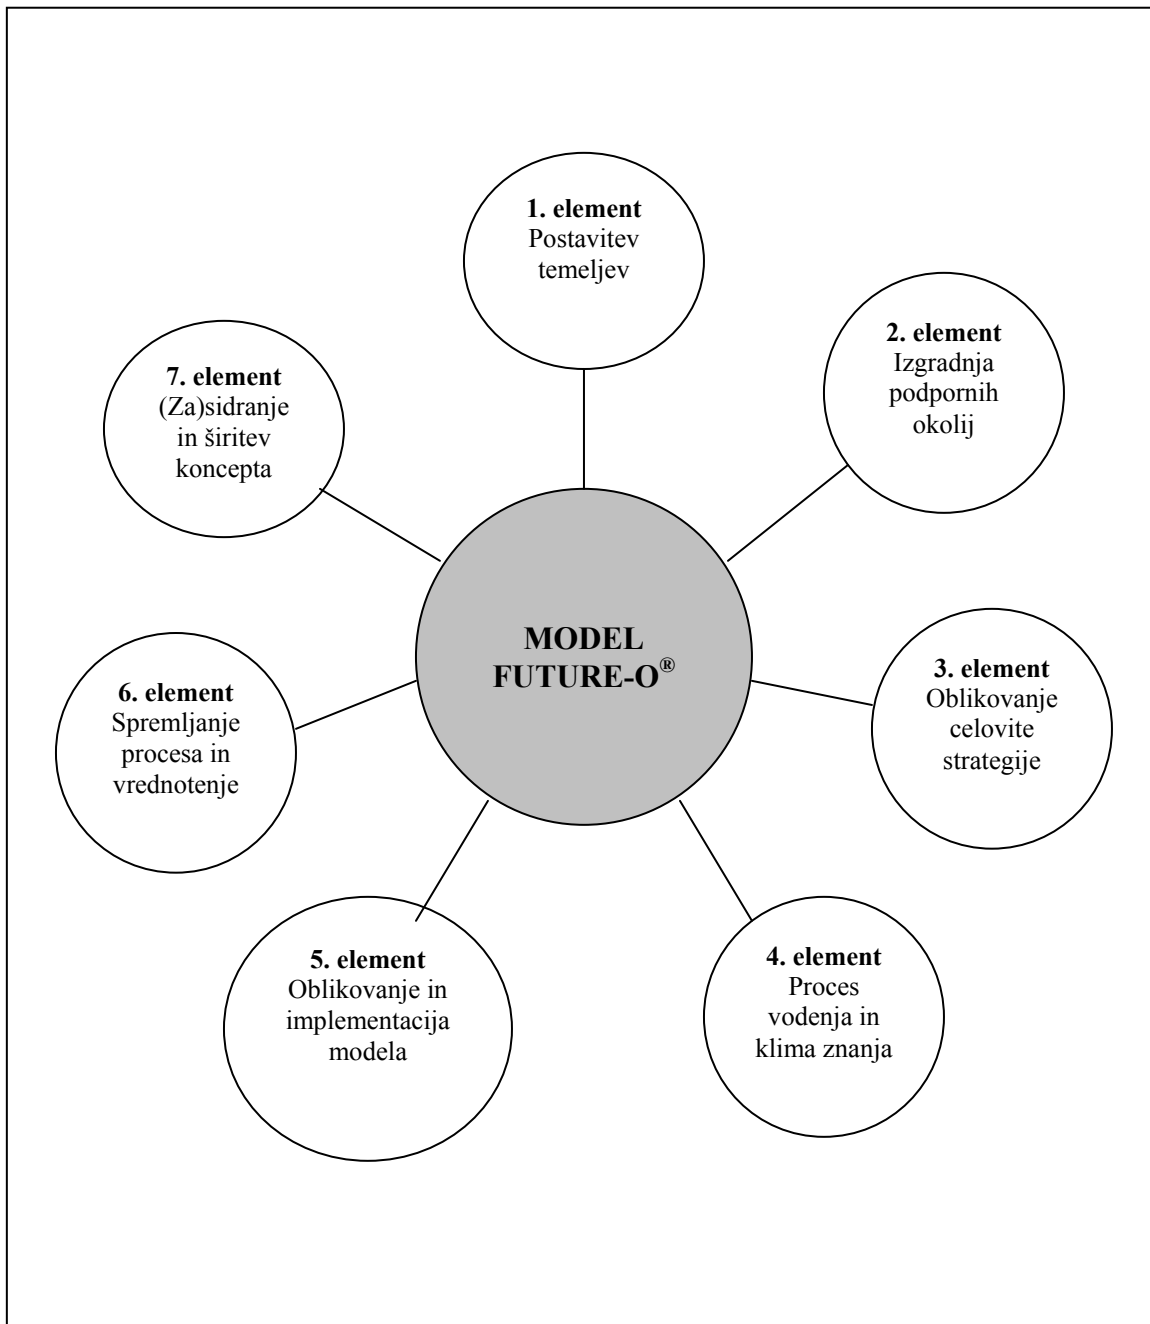 1. element
Postavitev
temeljev
2. element
Izgradnja
podpornih
okolij
7. element
(Za)sidranje
in širitev
koncepta
MODEL
FUTURE-O®
3. element
Oblikovanje
celovite
strategije
6. element
Spremljanje
procesa in
vrednotenje
4. element
Proces
vodenja in
klima znanja
5. element
Oblikovanje in
implementacija
modela